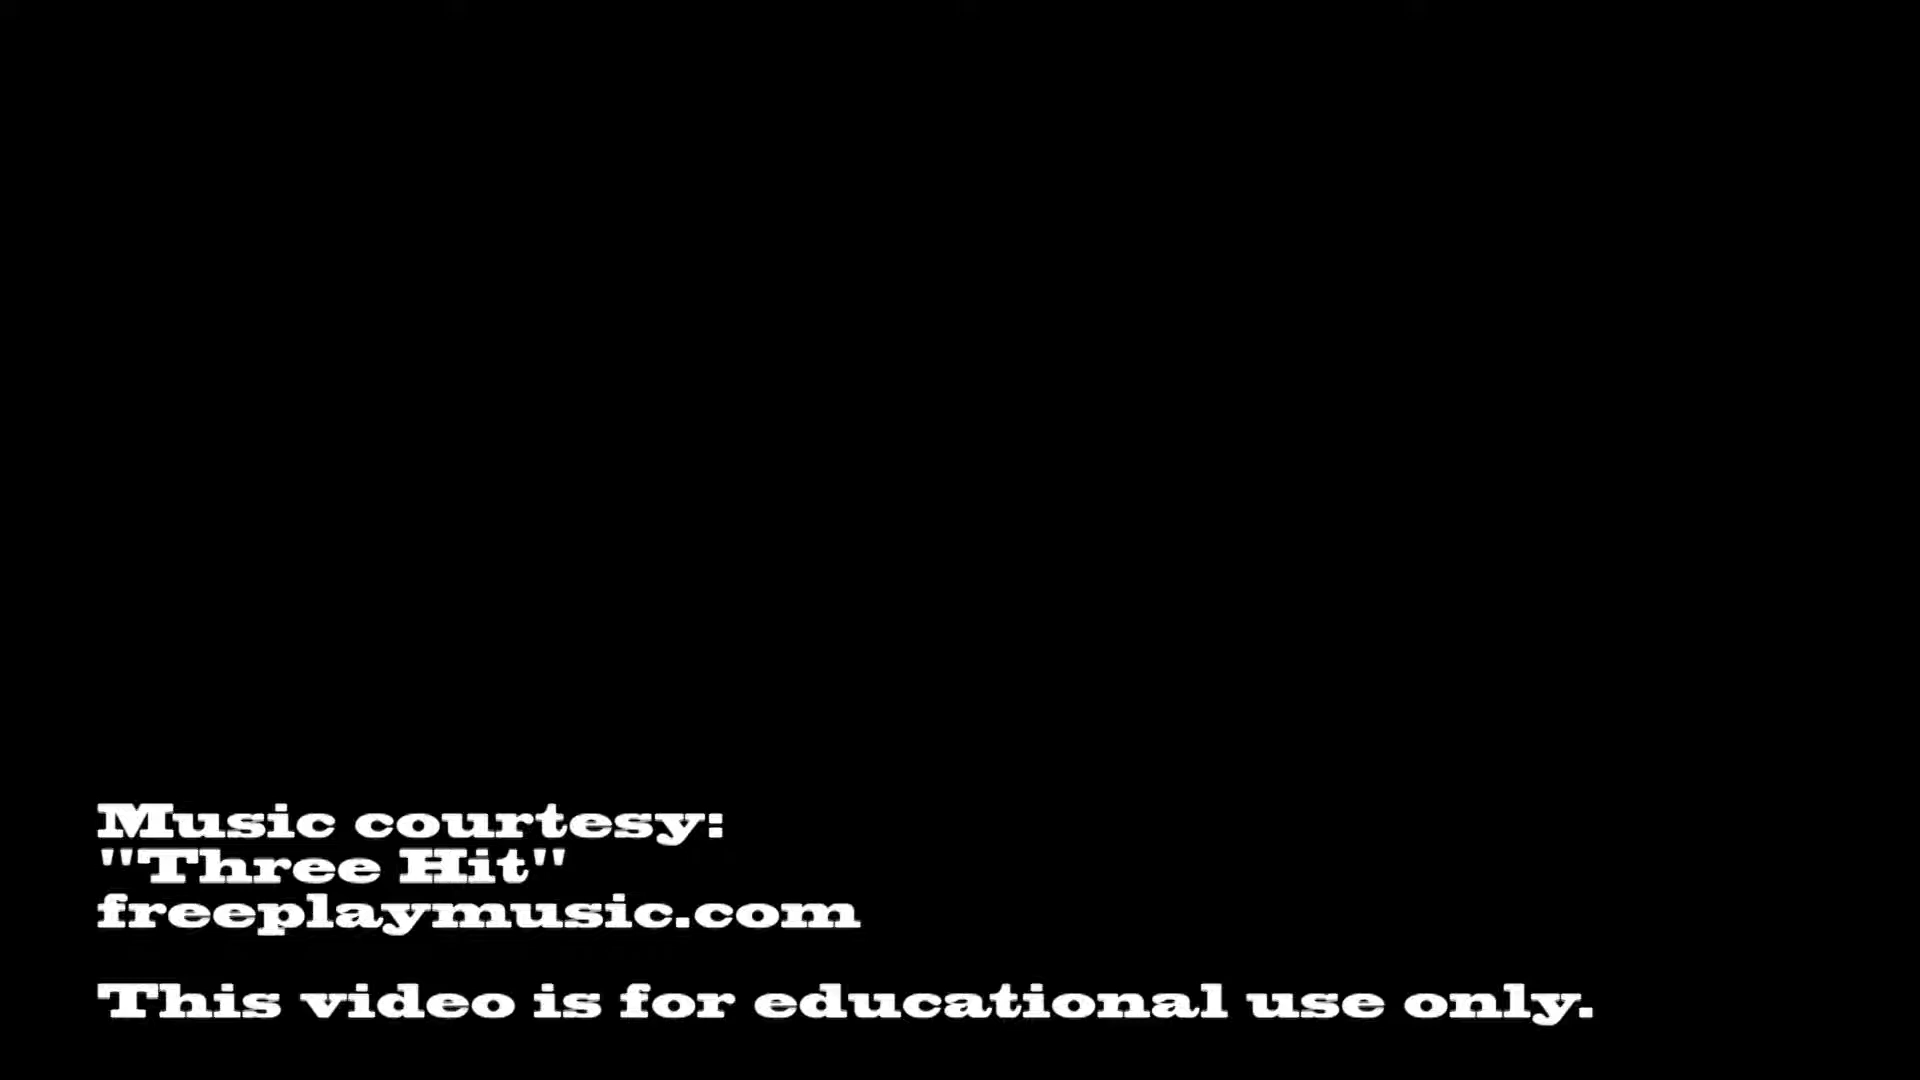 Music courtesy:
"Three Hit"
freeplaymusic.com
This video is for educational use only.